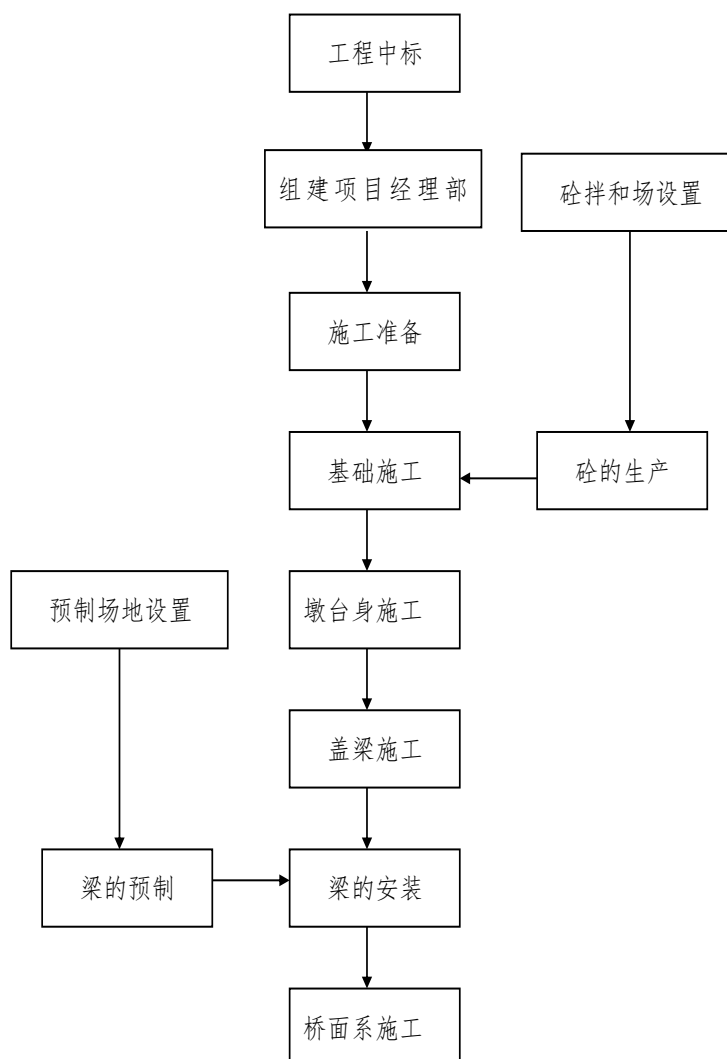 工程中标
组建项目经理部
砼拌和场设置
施工准备
基础施工
砼的生产
预制场地设置
墩台身施工
盖梁施工
梁的预制
梁的安装
桥面系施工